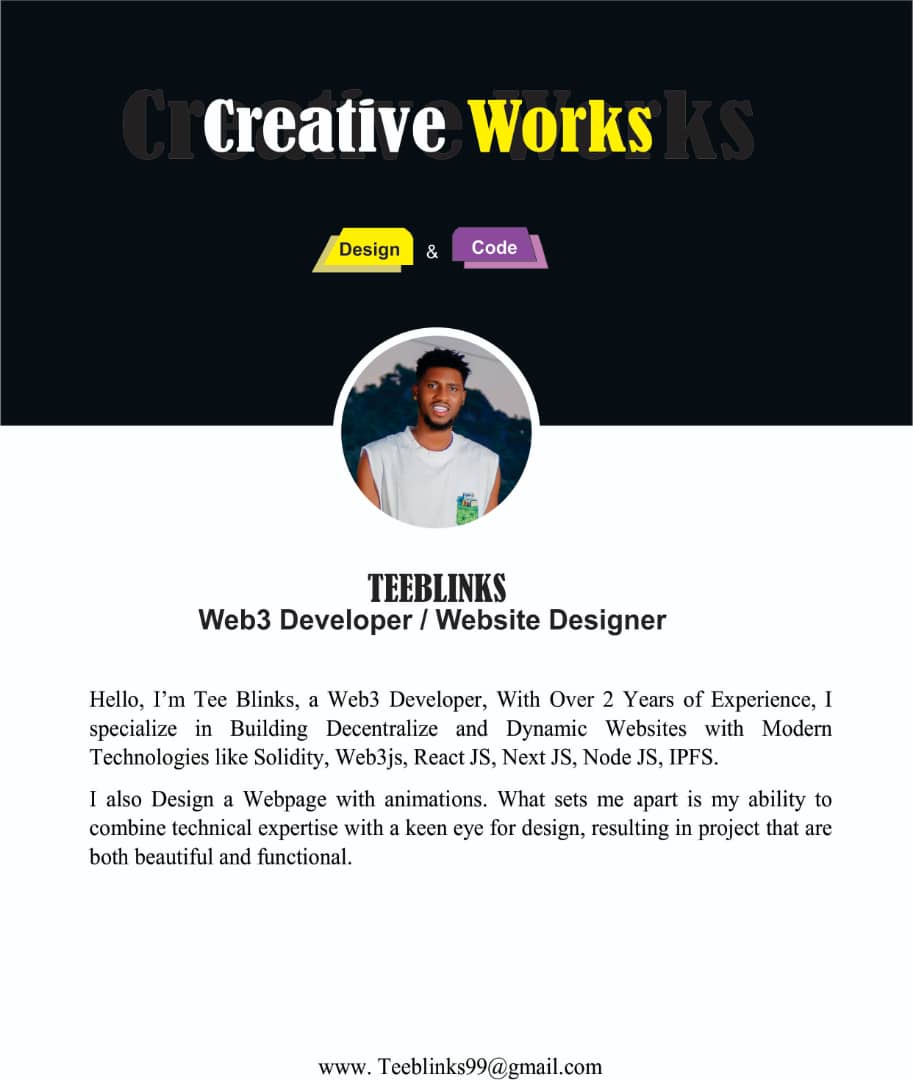 Creative Works
Design & Code
TEEBLINKS
Web3 Developer / Website Designer
Hello, I’m Tee Blinks, a Web3 Developer, With Over 2 Years of Experience, I
specialize in Building Decentralize and Dynamic Websites with Modern
Technologies like Solidity, Web3js, React JS, Next JS, Node JS, IPFS.
I also Design a Webpage with animations. What sets me apart is my ability to
combine technical expertise with a keen eye for design, resulting in project that are
both beautiful and functional.
www. Teeblinks99@gmail.com